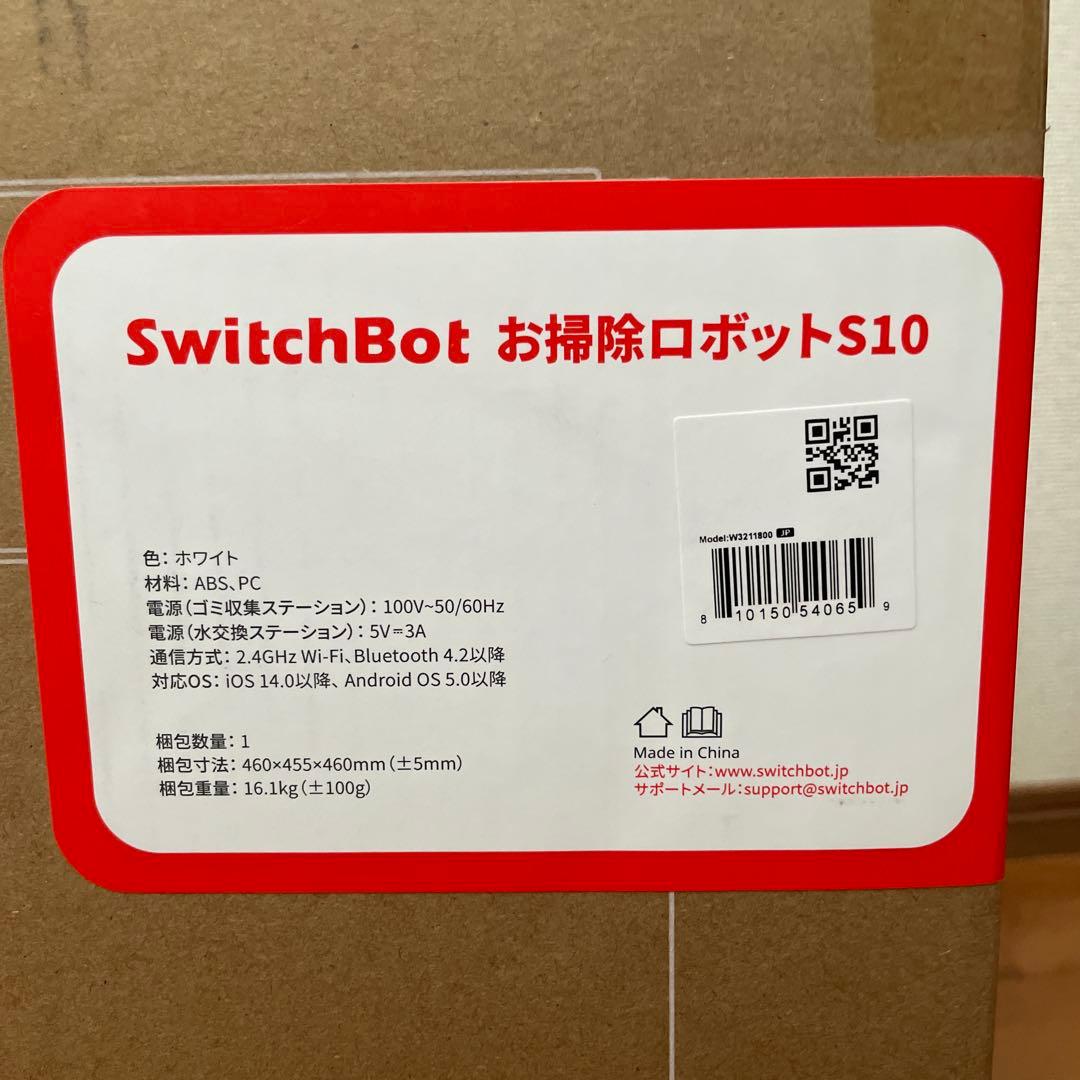 SwitchBot お掃除ロボットS10
Model:W3211800 JP
8 10150 54065 9
色：ホワイト
材料：ABS、PC
電源（ゴミ収集ステーション）：100V~50/60Hz
電源（水交換ステーション）：5V⎓3A
通信方式：2.4GHz Wi-Fi、Bluetooth 4.2以降
対応OS：iOS 14.0以降、Android OS 5.0以降
梱包数量：1
梱包寸法：460×455×460mm（±5mm）
梱包重量：16.1kg（±100g）
Made in China
公式サイト：www.switchbot.jp
サポートメール：support@switchbot.jp